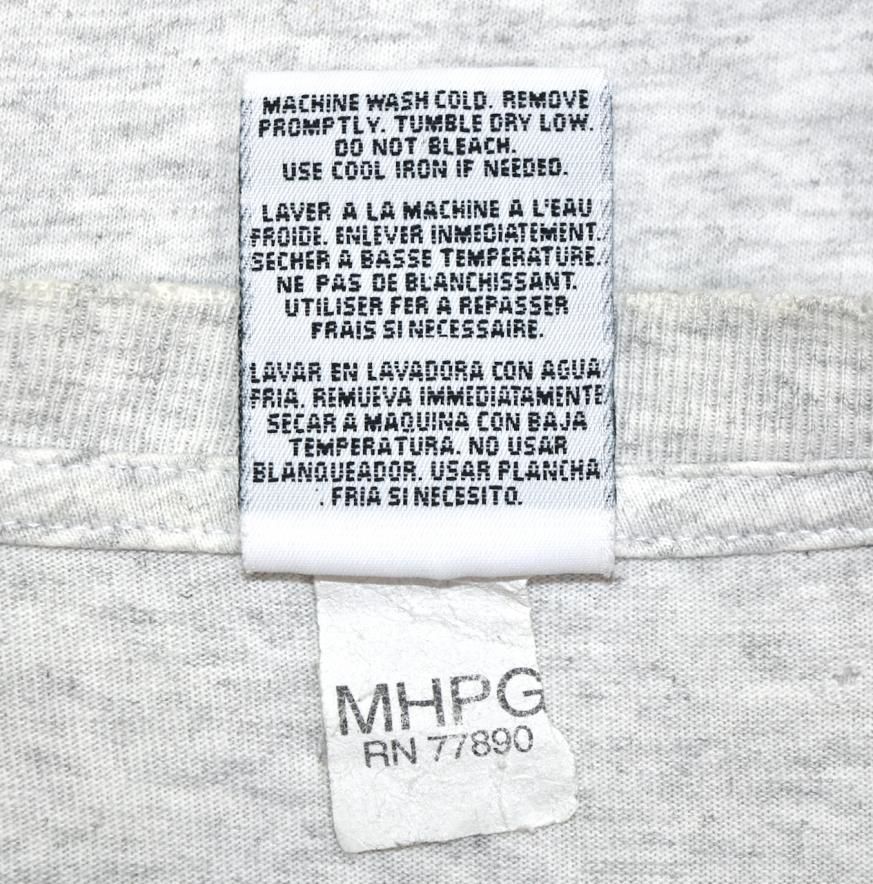 MACHINE WASH COLD. REMOVE
PROMPTLY. TUMBLE DRY LOW.
DO NOT BLEACH.
USE COOL IRON IF NEEDED.
LAVER A LA MACHINE A L'EAU
FROIDE. ENLEVER INMEDIATEMENT.
SECHER A BASSE TEMPERATURE.
NE PAS DE BLANCHISSANT.
UTILISER FER A REPASSER
FRAIS SI NECESSAIRE.
LAVAR EN LAVADORA CON AGUA
FRIA. REMUEVA IMMEDIATAMENTE
SECAR A MAQUINA CON BAJA
TEMPERATURA. NO USAR
BLANQUEADOR. USAR PLANCHA
. FRIA SI NECESITO.
MHPG
RN 77890